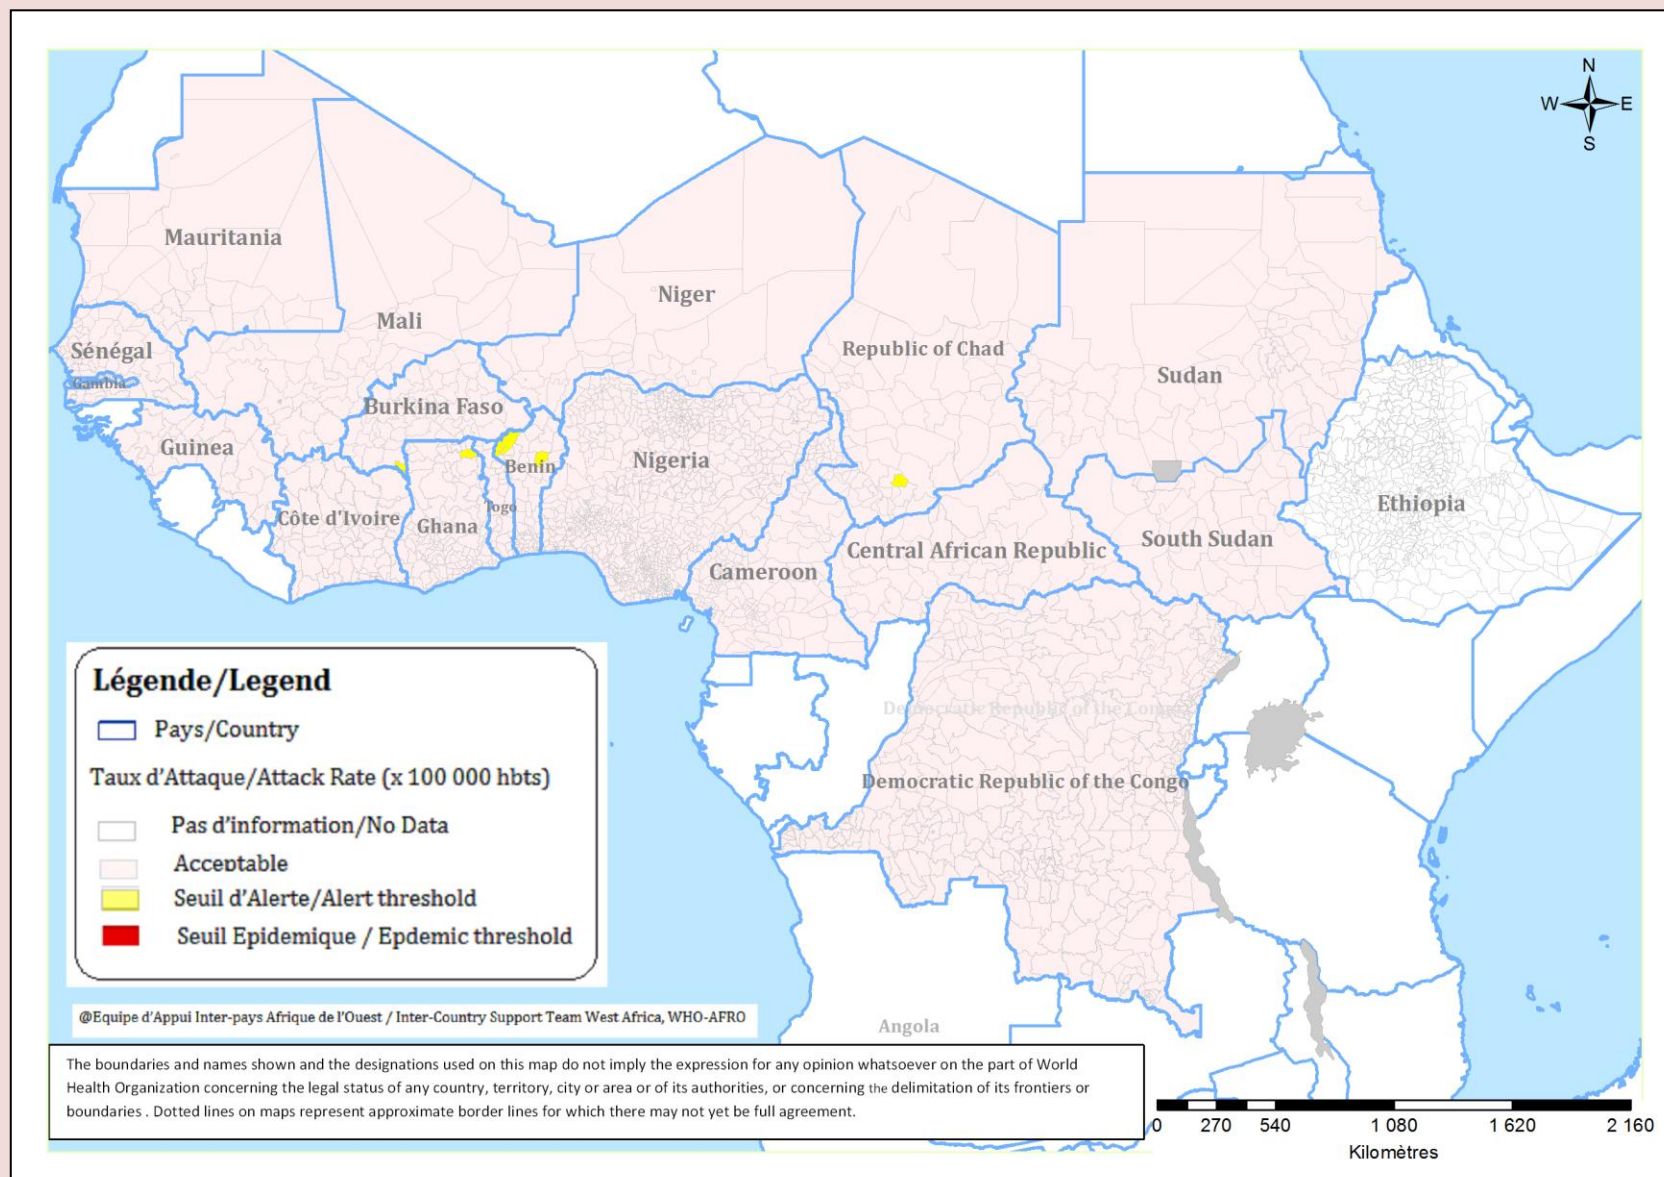 N
W
E
S
Mauritania
Mali
Niger
Republic of Chad
Sudan
Sénégal
Gambia
Burkina Faso
Guinea
Benin
Nigeria
Togo
Côte d'Ivoire
Ghana
Cameroon
Central African Republic
South Sudan
Ethiopia
Democratic Republic of the Congo
Democratic Republic of the Congo
Angola
Légende/Legend
Pays/Country
Taux d'Attaque/Attack Rate (x 100 000 hbts)
Pas d'information/No Data
Acceptable
Seuil d'Alerte/Alert threshold
Seuil Epidemique / Epdemic threshold
@Equipe d'Appui Inter-pays Afrique de l'Ouest / Inter-Country Support Team West Africa, WHO-AFRO
The boundaries and names shown and the designations used on this map do not imply the expression for any opinion whatsoever on the part of World
Health Organization concerning the legal status of any country, territory, city or area or of its authorities, or concerning the delimitation of its frontiers or
boundaries . Dotted lines on maps represent approximate border lines for which there may not yet be full agreement.
0 270 540 1 080 1 620 2 160
Kilomètres